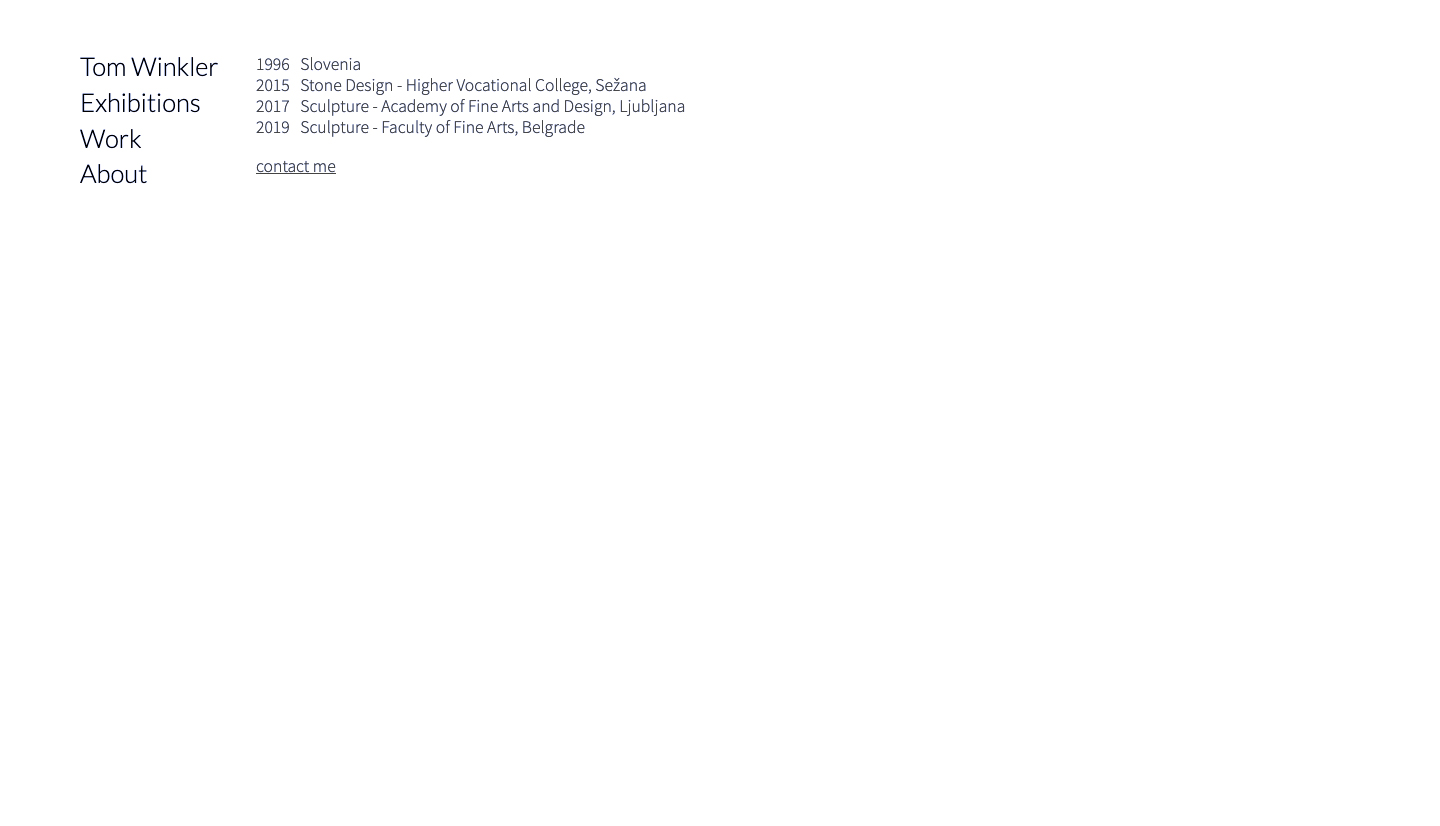 Tom Winkler
Exhibitions
Work
About
1996 Slovenia
2015 Stone Design - Higher Vocational College, Sežana
2017 Sculpture - Academy of Fine Arts and Design, Ljubljana
2019 Sculpture - Faculty of Fine Arts, Belgrade
contact me